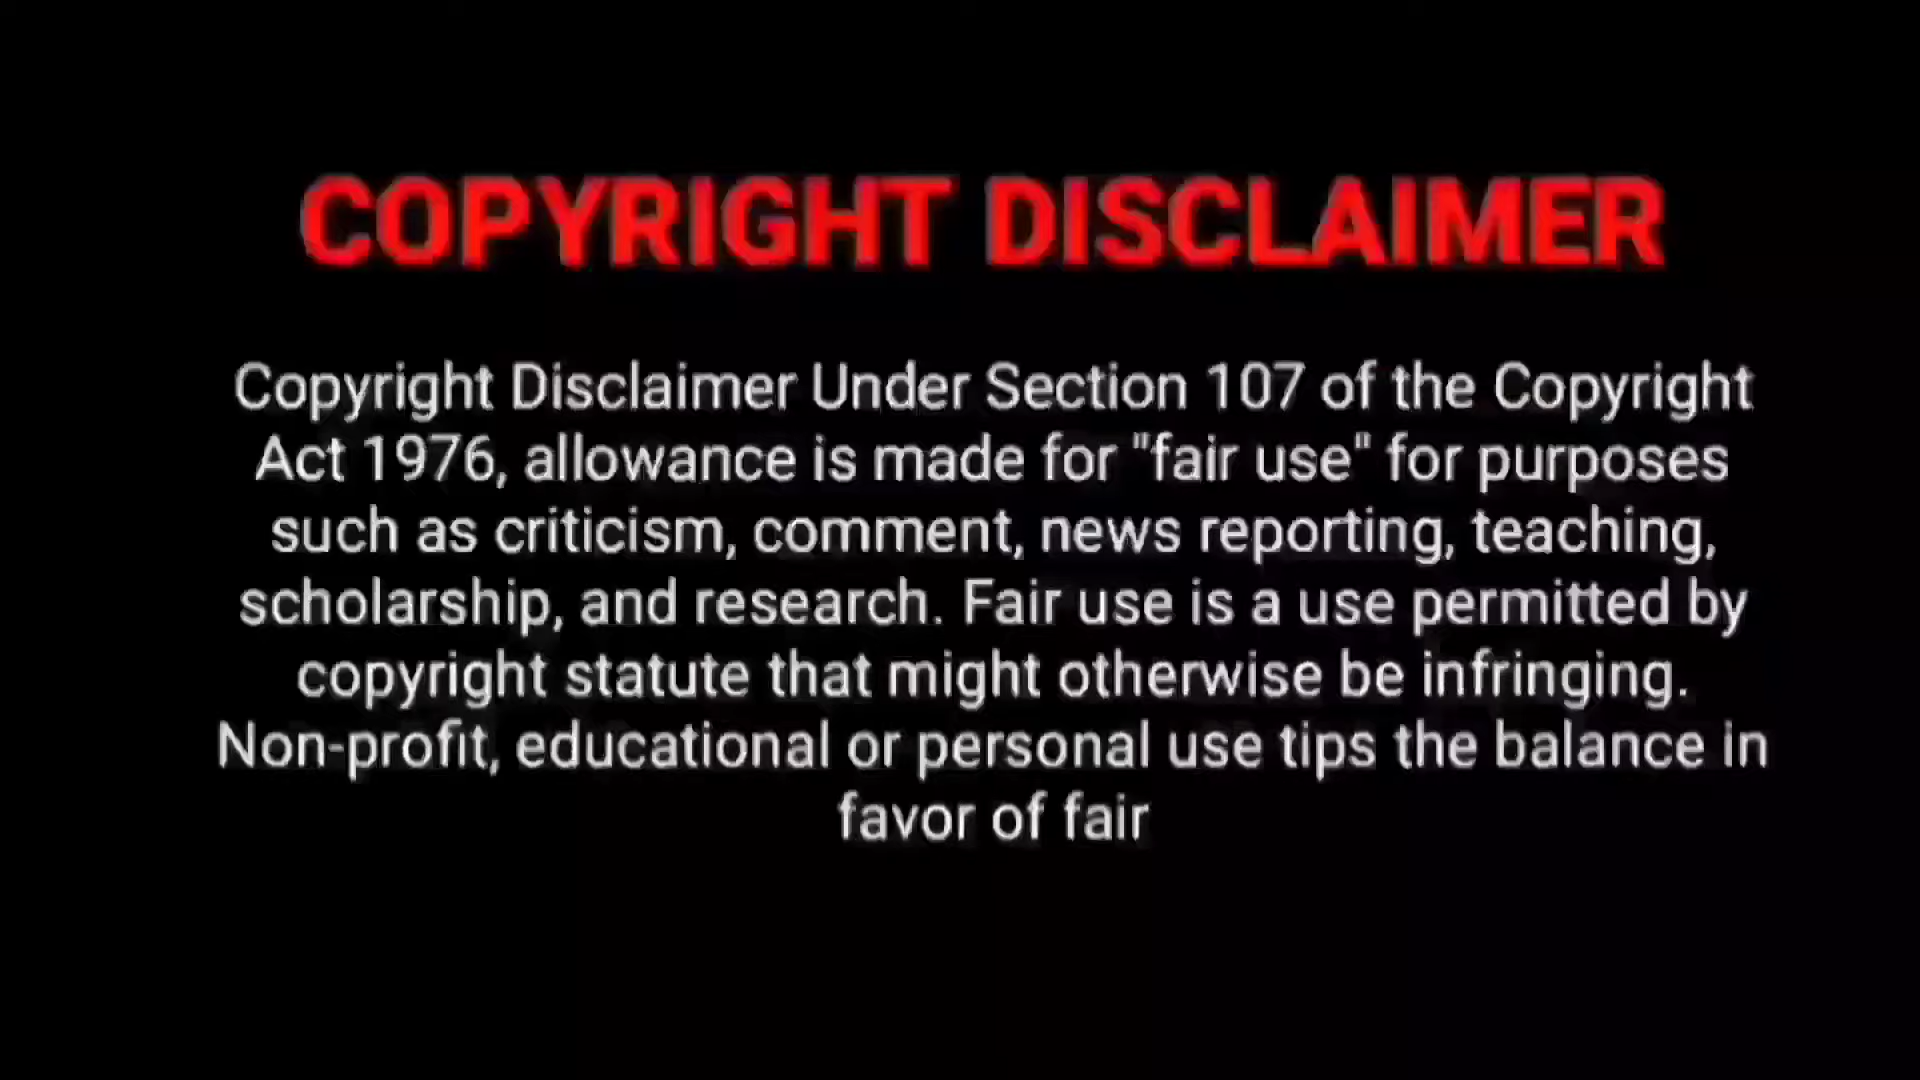 COPYRIGHT DISCLAIMER
Copyright Disclaimer Under Section 107 of the Copyright
Act 1976, allowance is made for "fair use" for purposes
such as criticism, comment, news reporting, teaching,
scholarship, and research. Fair use is a use permitted by
copyright statute that might otherwise be infringing.
Non-profit, educational or personal use tips the balance in
favor of fair